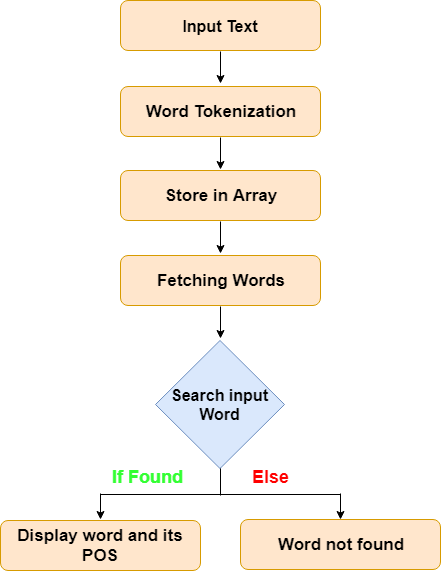 Input Text
Word Tokenization
Store in Array
Fetching Words
Search input
Word
If Found
Else
Display word and its
POS
Word not found